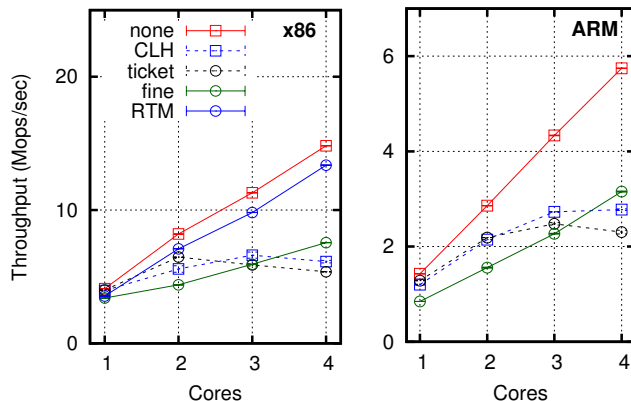 x86
none
CLH
ticket
fine
RTM
Throughput (Mops/sec)
20
10
0
1 2 3 4
Cores
ARM
6
4
2
0
1 2 3 4
Cores